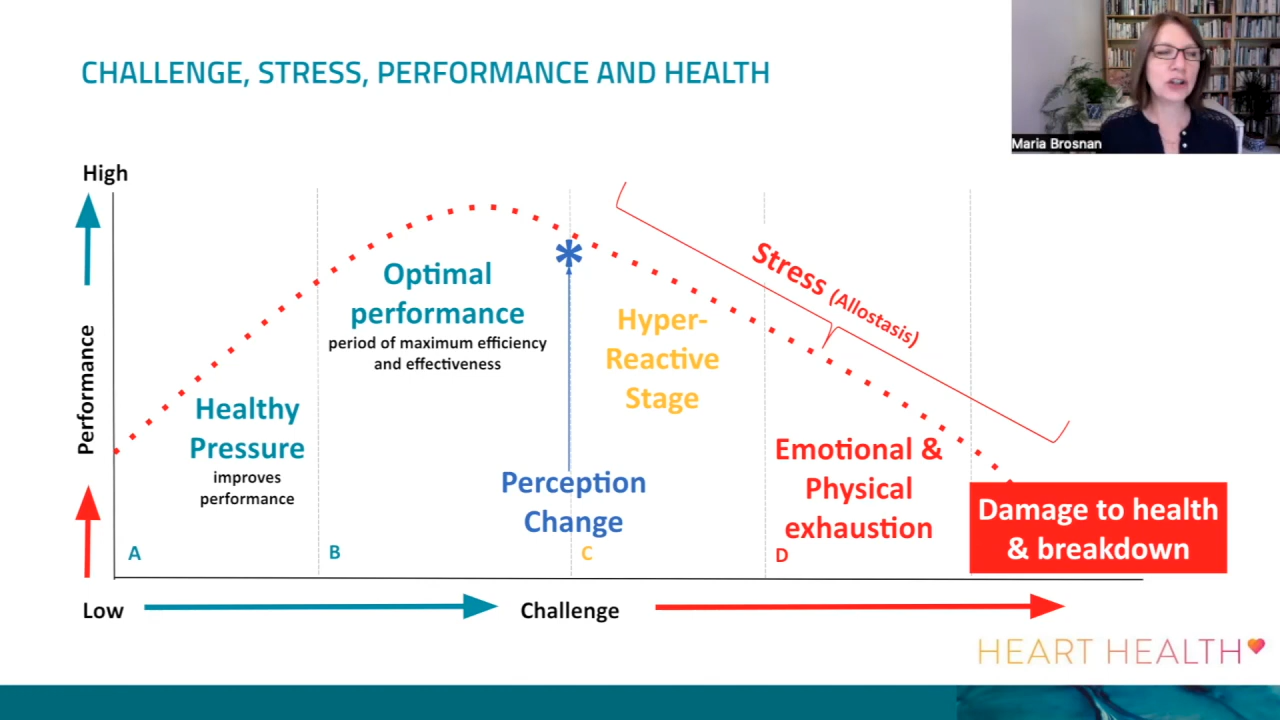 CHALLENGE, STRESS, PERFORMANCE AND HEALTH
Maria Brosnan
High
Performance
Optimal
performance
period of maximum efficiency
and effectiveness
Healthy
Pressure
improves
performance
Perception
Change
Hyper-
Reactive
Stage
Stress (Allostasis)
Emotional &
Physical
exhaustion
Damage to health
& breakdown
A
B
C
D
Low
Challenge
HEART HEALTH